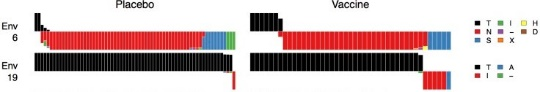 Placebo Vaccine
Env 6
T I H
N – D
S X
Env 19
T A
I –